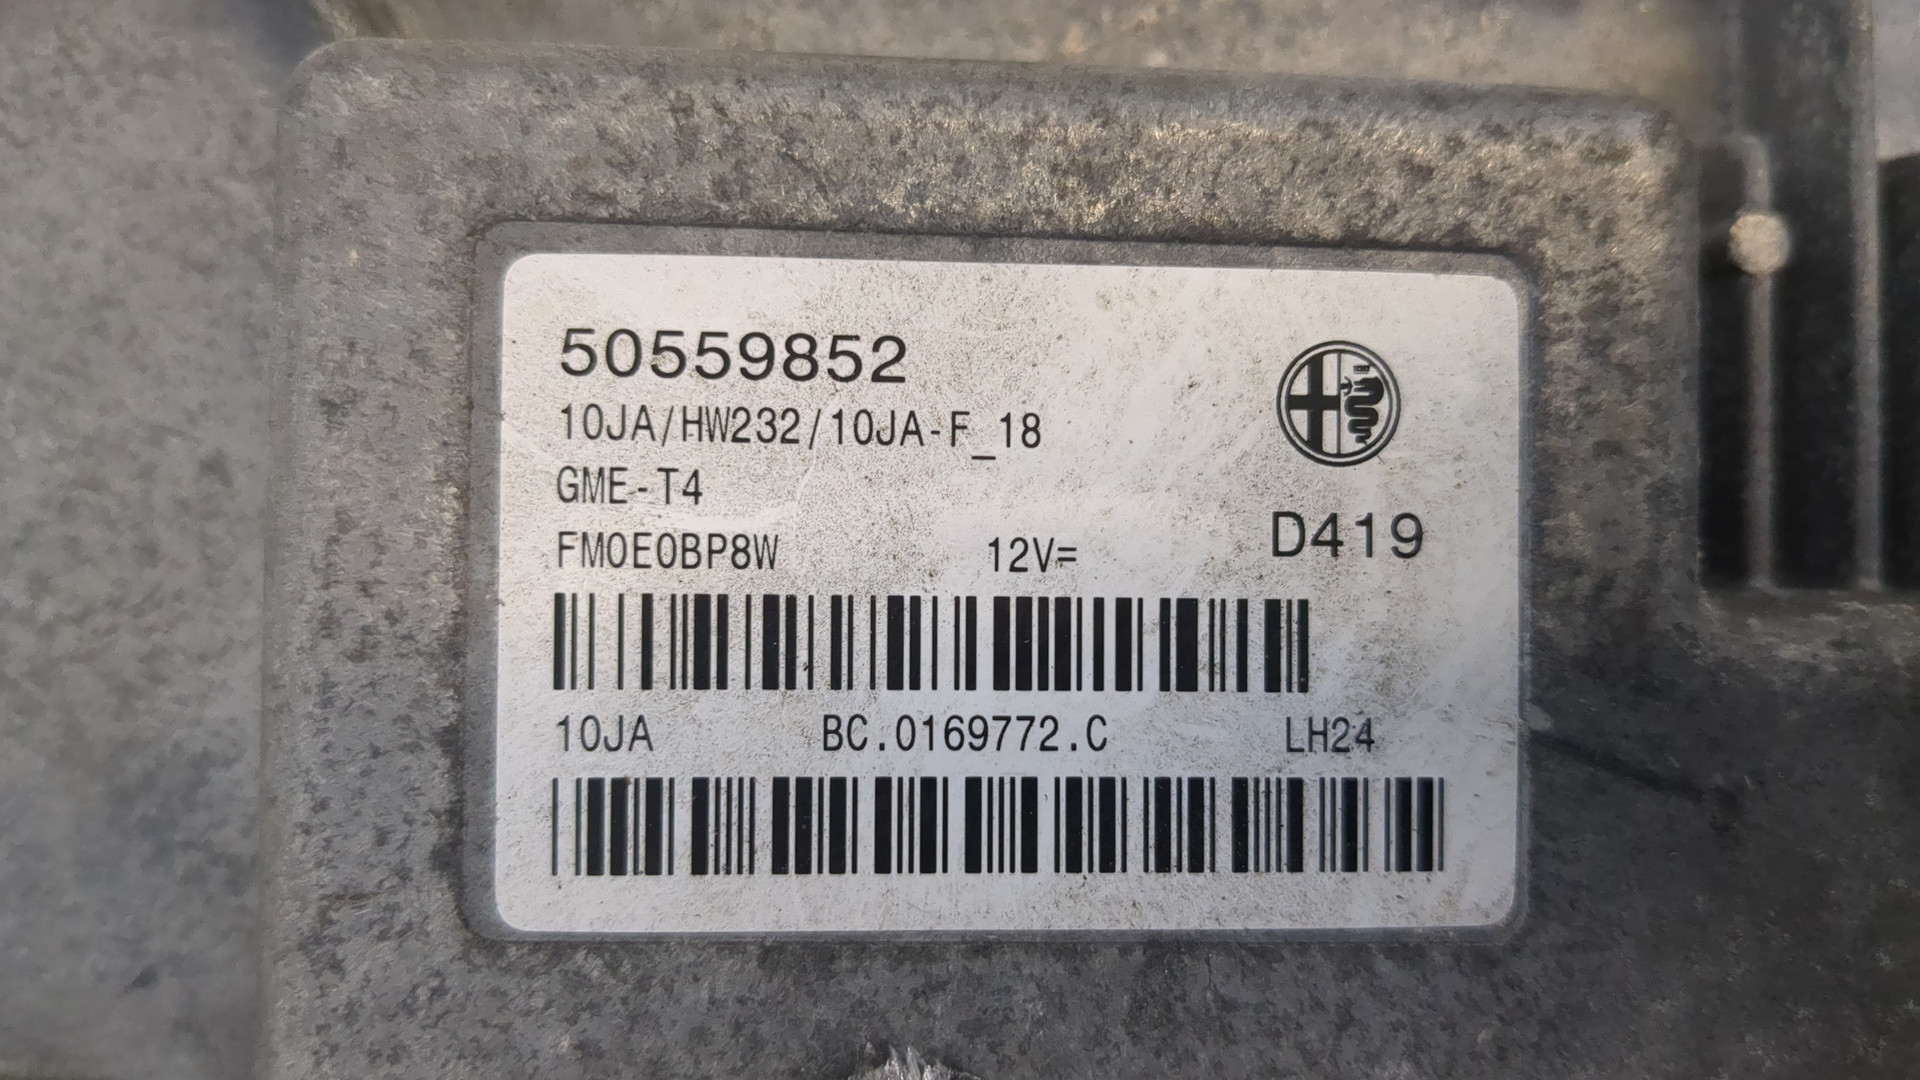 50559852
10JA/HW232/10JA-F_18
GME-T4
FM0E0BP8W 12V= D419
10JA BC.0169772.C LH24